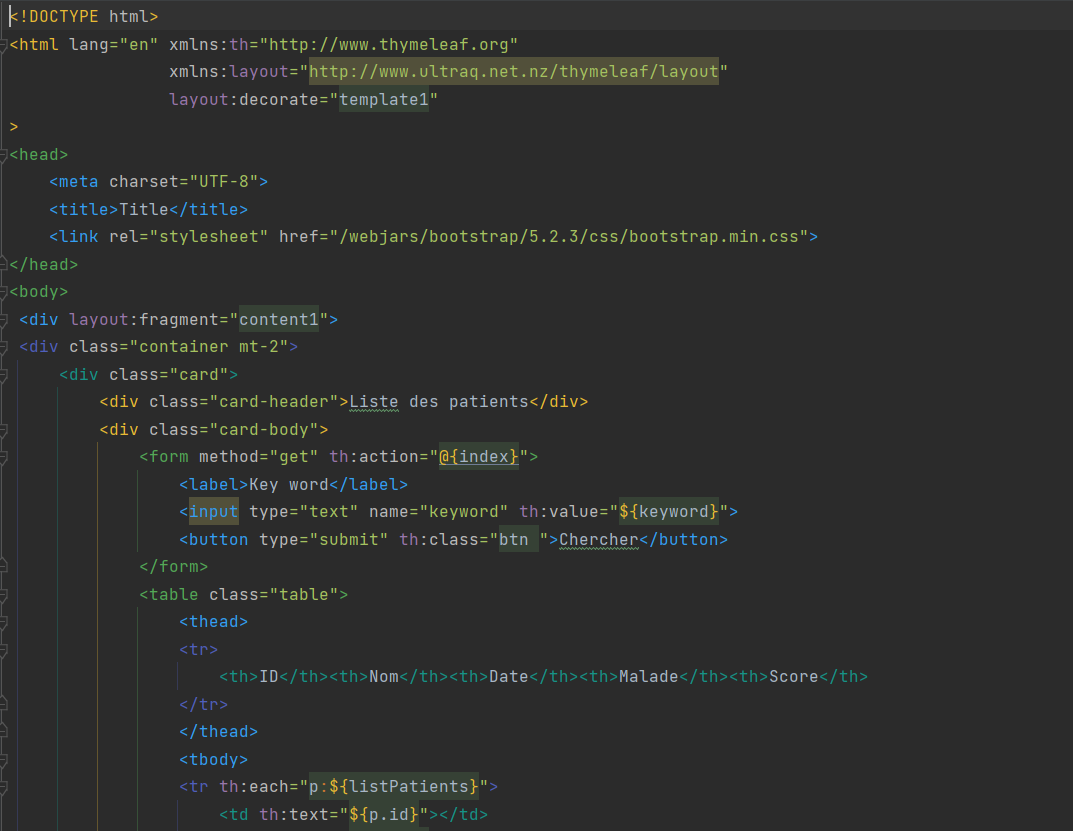 <!DOCTYPE html>
<html lang="en" xmlns:th="http://www.thymeleaf.org"
                xmlns:layout="http://www.ultraq.net.nz/thymeleaf/layout"
                layout:decorate="template1"
>
<head>
    <meta charset="UTF-8">
    <title>Title</title>
    <link rel="stylesheet" href="/webjars/bootstrap/5.2.3/css/bootstrap.min.css">
</head>
<body>
 <div layout:fragment="content1">
 <div class="container mt-2">
     <div class="card">
         <div class="card-header">Liste des patients</div>
         <div class="card-body">
             <form method="get" th:action="@{index}">
                 <label>Key word</label>
                 <input type="text" name="keyword" th:value="${keyword}">
                 <button type="submit" th:class="btn ">Chercher</button>
             </form>
             <table class="table">
                 <thead>
                 <tr>
                     <th>ID</th><th>Nom</th><th>Date</th><th>Malade</th><th>Score</th>
                 </tr>
                 </thead>
                 <tbody>
                 <tr th:each="p:${listPatients}">
                     <td th:text="${p.id}"></td>